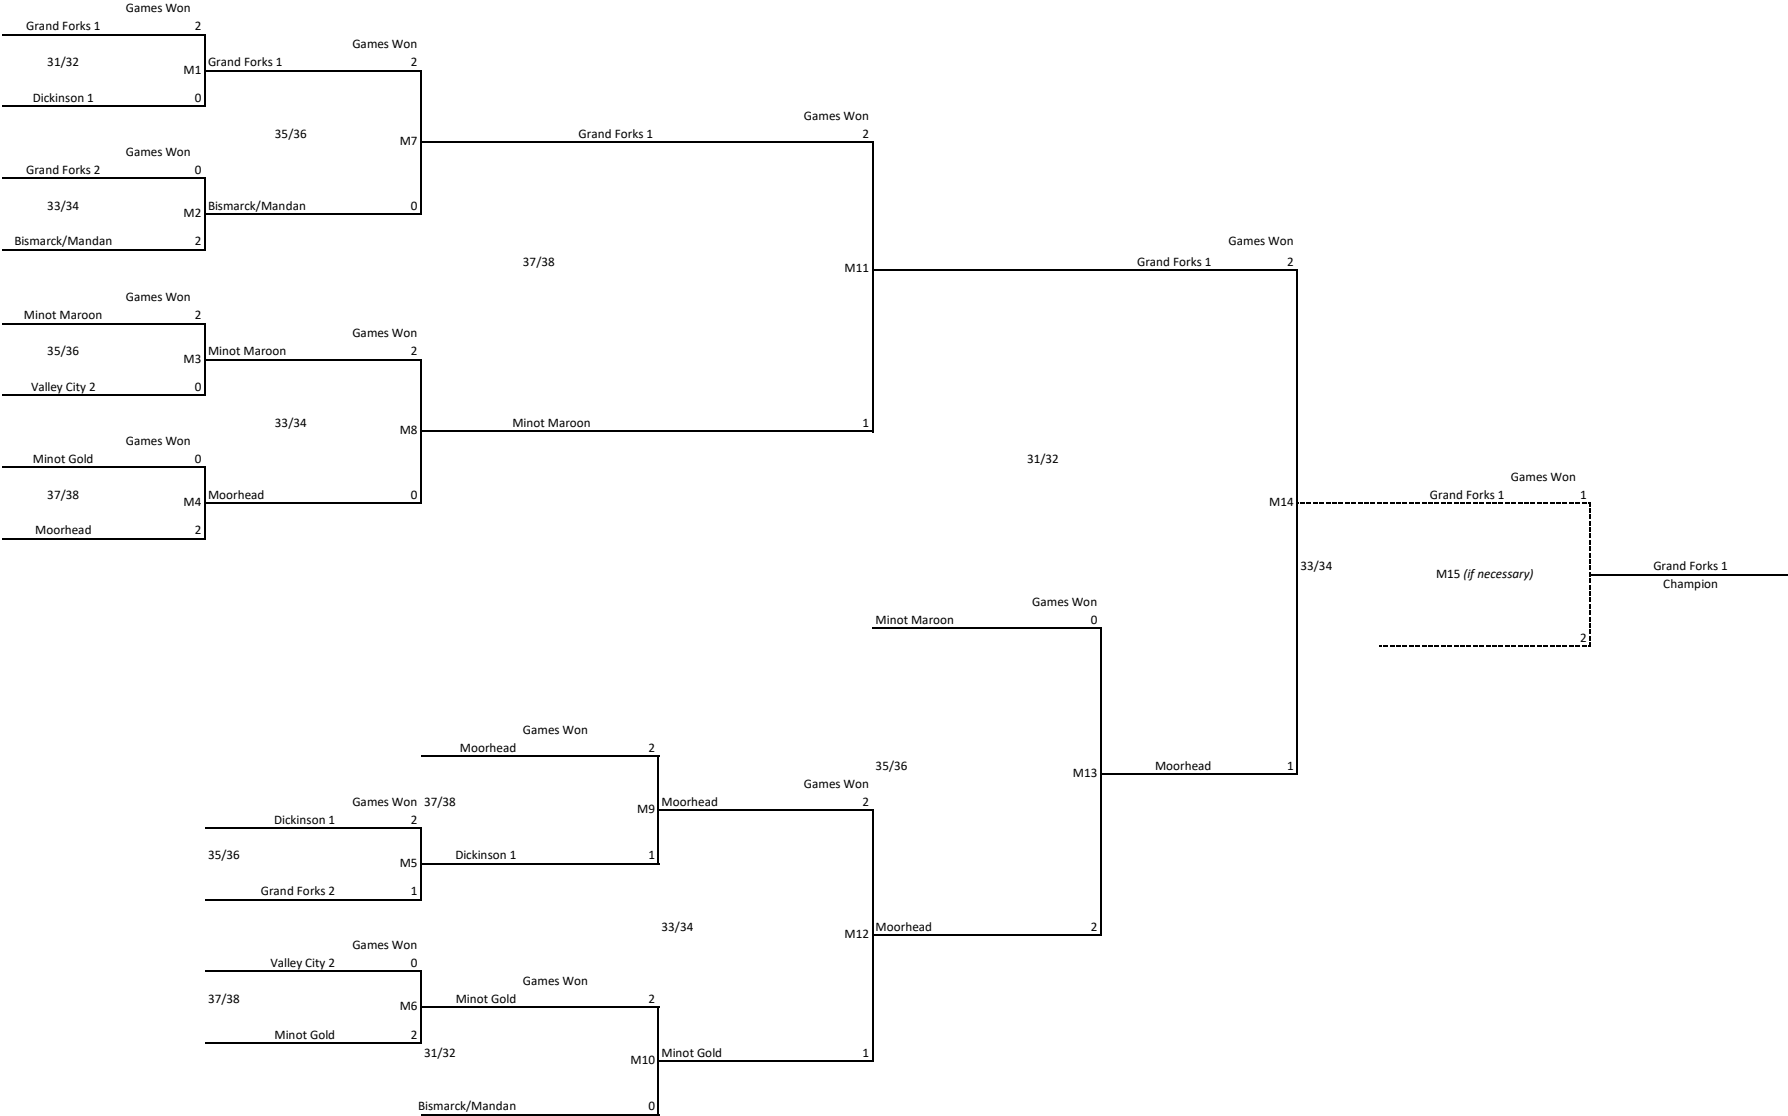 Games Won
Grand Forks 1 2
31/32
M1
Dickinson 1 0
Games Won
Grand Forks 1 2
35/36
M7
Bismarck/Mandan 0
Games Won
Grand Forks 2 0
33/34
M2
Bismarck/Mandan 2
Games Won
Grand Forks 1 2
37/38
M11
Minot Maroon 1
Games Won
Minot Maroon 2
35/36
M3
Valley City 2 0
Games Won
Minot Maroon 2
33/34
M8
Moorhead 0
Games Won
Minot Gold 0
37/38
M4
Moorhead 2
Games Won
Grand Forks 1 2
31/32
M14
33/34
Moorhead 1
Games Won
Grand Forks 1 1
M15 (if necessary)
2
Grand Forks 1
Champion
Games Won
Minot Maroon 0
35/36
M13
Moorhead 2
Games Won
Moorhead 2
37/38
M9
Dickinson 1 1
Games Won
Dickinson 1 2
35/36
M5
Grand Forks 2 1
Games Won
Moorhead 2
33/34
M12
Minot Gold 1
Games Won
Valley City 2 0
37/38
M6
Minot Gold 2
Games Won
Minot Gold 2
31/32
M10
Bismarck/Mandan 0